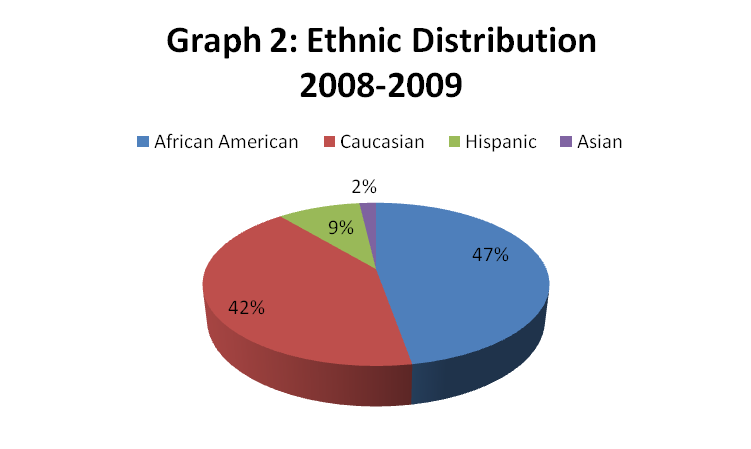 Graph 2: Ethnic Distribution
2008-2009
African American Caucasian Hispanic Asian
2%
9%
47%
42%